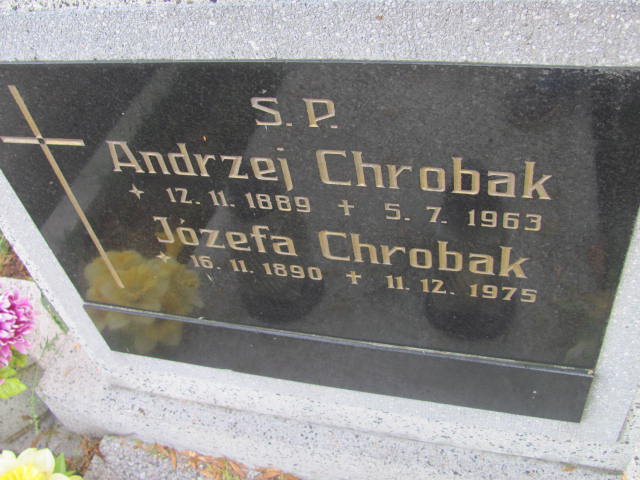 Ś. P.
Andrzej Chrobak
* 12. 11. 1889 + 5. 7. 1963
Józefa Chrobak
* 16. 11. 1890 + 11. 12. 1975